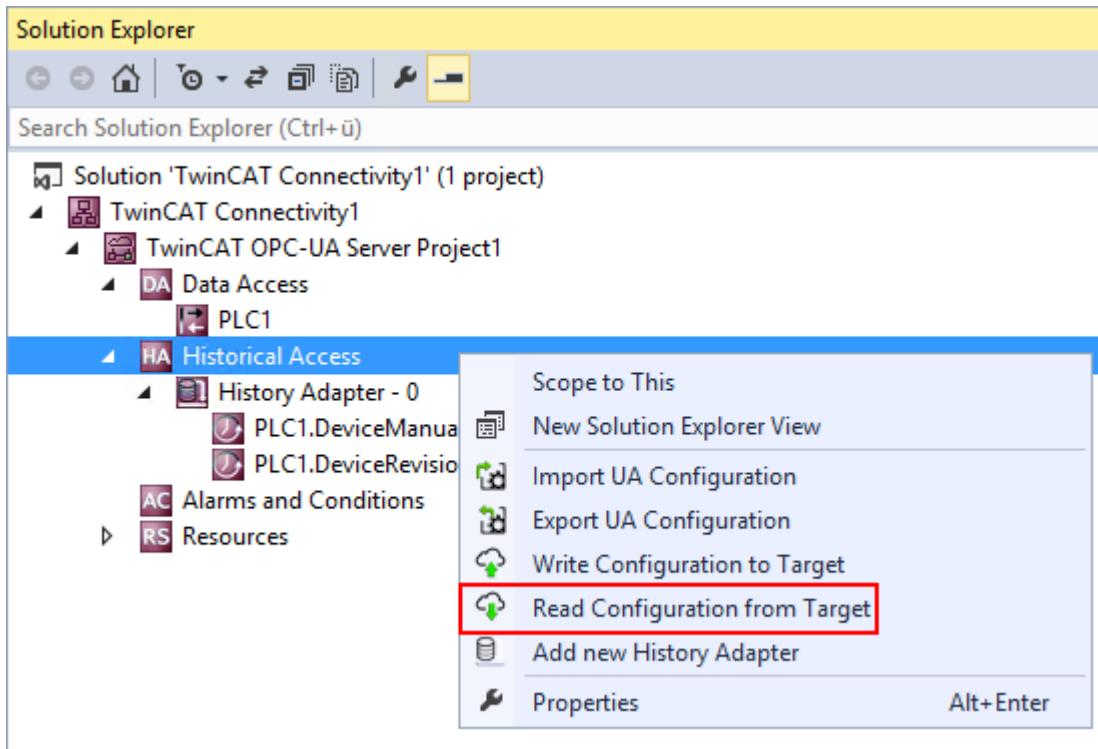 Solution Explorer
Search Solution Explorer (Ctrl+ü)
Solution 'TwinCAT Connectivity1' (1 project)
TwinCAT Connectivity1
TwinCAT OPC-UA Server Project1
DA Data Access
PLC1
HA Historical Access
History Adapter - 0
PLC1.DeviceManua
PLC1.DeviceRevisio
AC Alarms and Conditions
RS Resources
Scope to This
New Solution Explorer View
Import UA Configuration
Export UA Configuration
Write Configuration to Target
Read Configuration from Target
Add new History Adapter
Properties Alt+Enter